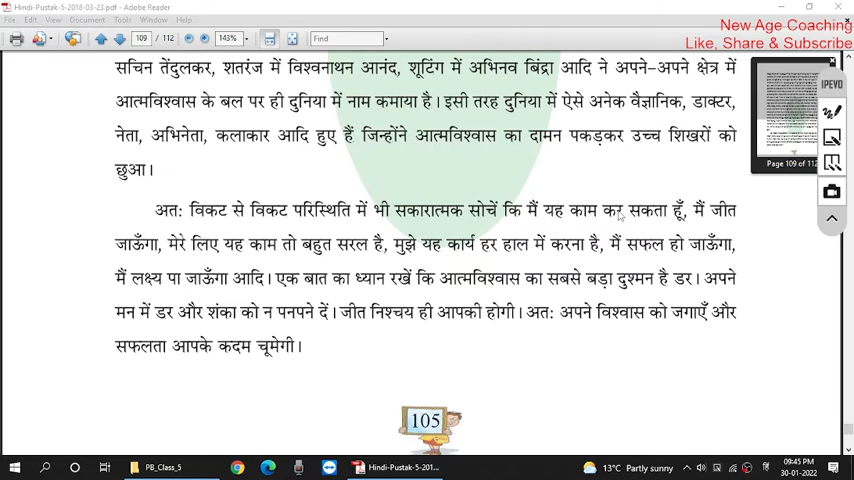 Hindi-Pustak-5-2018-03-23.pdf - Adobe Reader
File Edit View Document Tools Window Help
New Age Coaching
109 / 112 143% Find
Like, Share & Subscribe
सचिन तेंदुलकर, शतरंज में विश्वनाथन आनंद, शूटिंग में अभिनव बिंद्रा आदि ने अपने-अपने क्षेत्र में
आत्मविश्वास के बल पर ही दुनिया में नाम कमाया है। इसी तरह दुनिया में ऐसे अनेक वैज्ञानिक, डाक्टर,
नेता, अभिनेता, कलाकार आदि हुए हैं जिन्होंने आत्मविश्वास का दामन पकड़कर उच्च शिखरों को
छुआ।
IPEVO
Page 109 of 112
अत: विकट से विकट परिस्थिति में भी सकारात्मक सोचें कि मैं यह काम कर सकता हूँ, मैं जीत
जाऊँगा, मेरे लिए यह काम तो बहुत सरल है, मुझे यह कार्य हर हाल में करना है, मैं सफल हो जाऊँगा,
मैं लक्ष्य पा जाऊँगा आदि। एक बात का ध्यान रखें कि आत्मविश्वास का सबसे बड़ा दुश्मन है डर। अपने
मन में डर और शंका को न पनपने दें। जीत निश्चय ही आपकी होगी। अत: अपने विश्वास को जगाएँ और
सफलता आपके कदम चूमेगी।
105
PB_Class_5
Hindi-Pustak-5-201...
13°C Partly sunny
09:45 PM
30-01-2022